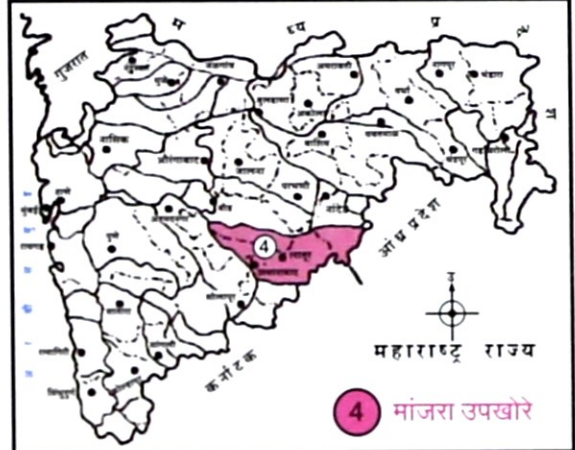 म ध्य प्र
गुजरात
जळगांव
अमरावती
नागपूर
भंडारा
धुळे
बुलढाणा
अकोला
वर्धा
नाशिक
वाशिम
यवतमाळ
चंद्रपूर
औरंगाबाद
जालना
परभणी
नांदेड
ठाणे
मुंबई
बीड
अहमदनगर
आंध्र प्रदेश
रायगड
पुणे
4
लातूर
उस्मानाबाद
सोलापूर
सातारा
रत्नागिरी
सांगली
कोल्हापूर
सिंधुदुर्ग
कर्नाटक
उ
महाराष्ट्र राज्य
4 मांजरा उपखोरे